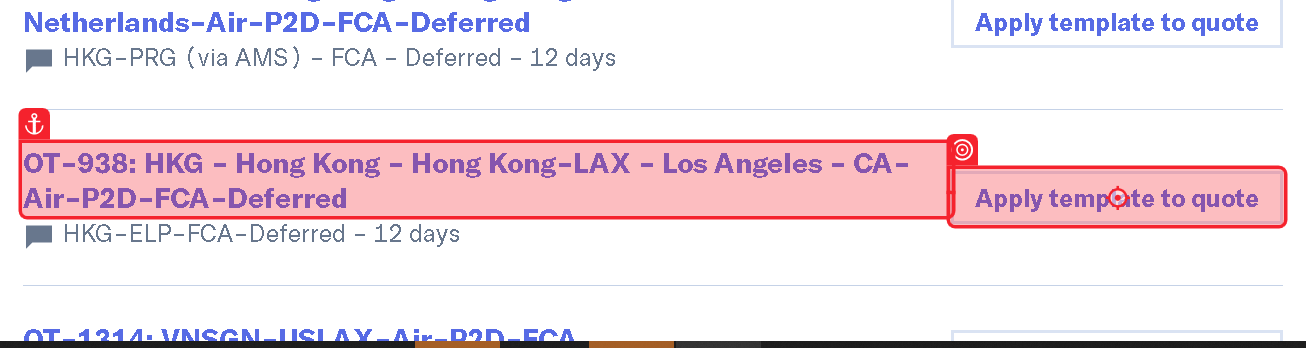 Netherlands-Air-P2D-FCA-Deferred
Apply template to quote
HKG-PRG (via AMS) - FCA - Deferred - 12 days
OT-938: HKG - Hong Kong - Hong Kong-LAX - Los Angeles - CA-
Air-P2D-FCA-Deferred
Apply template to quote
HKG-ELP-FCA-Deferred - 12 days
OT-1314: VNSGN-USLAX-Air-P2D-FCA